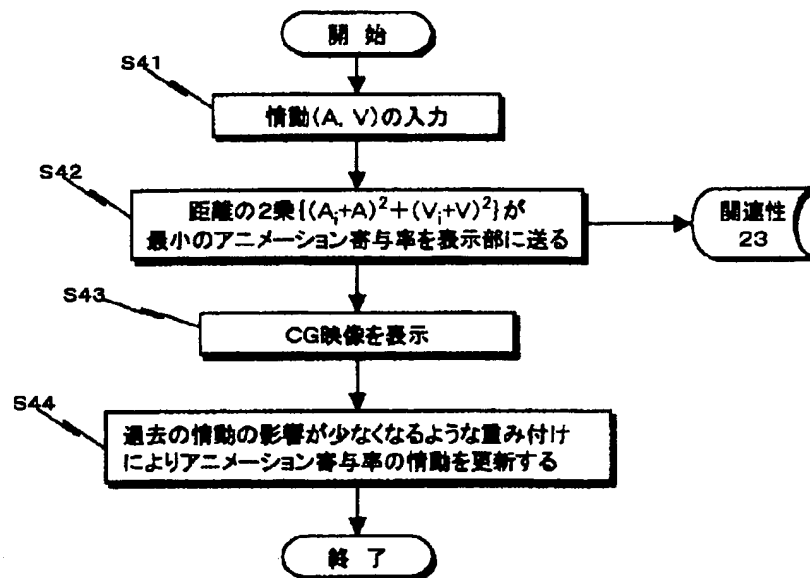 開 始
S41
情動(A, V)の入力
S42
距離の2乗{(Aᵢ+A)²+(Vᵢ+V)²}が
最小のアニメーション寄与率を表示部に送る
関連性
23
S43
CG映像を表示
S44
過去の情動の影響が少なくなるような重み付け
によりアニメーション寄与率の情動を更新する
終 了